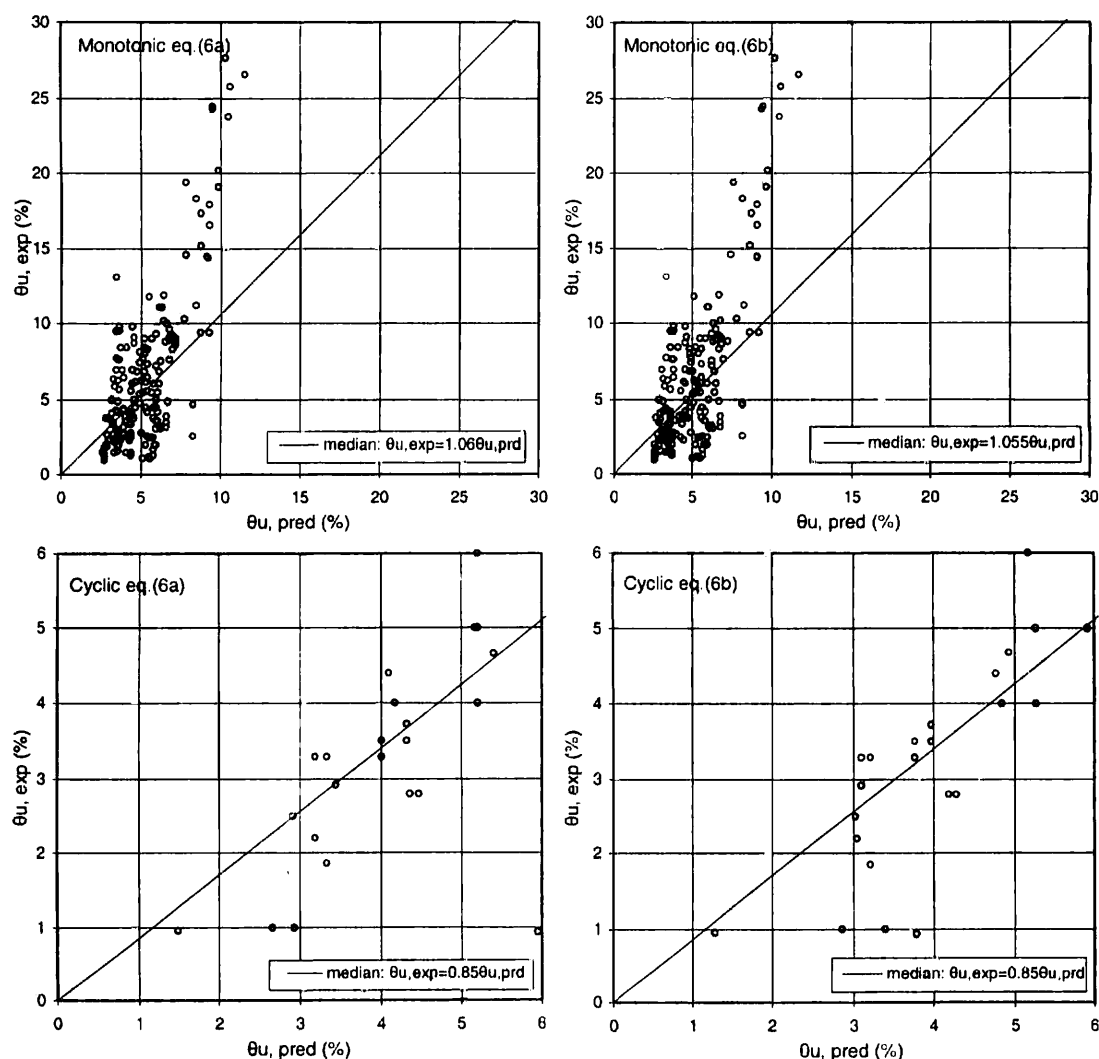 30
25
20
15
10
5
0
θu, exp (%)
Monotonic eq.(6a)
median: θu,exp=1.06θu,prd
0 5 10 15 20 25 30
θu, pred (%)
30
25
20
15
10
5
0
θu, exp (%)
Monotonic eq.(6b)
median: θu,exp=1.055θu,prd
0 5 10 15 20 25 30
θu, pred (%)
6
5
4
3
2
1
0
θu, exp (%)
Cyclic eq.(6a)
median: θu,exp=0.85θu,prd
0 1 2 3 4 5 6
θu, pred (%)
6
5
4
3
2
1
0
θu, exp (%)
Cyclic eq.(6b)
median: θu,exp=0.85θu,prd
0 1 2 3 4 5 6
θu, pred (%)